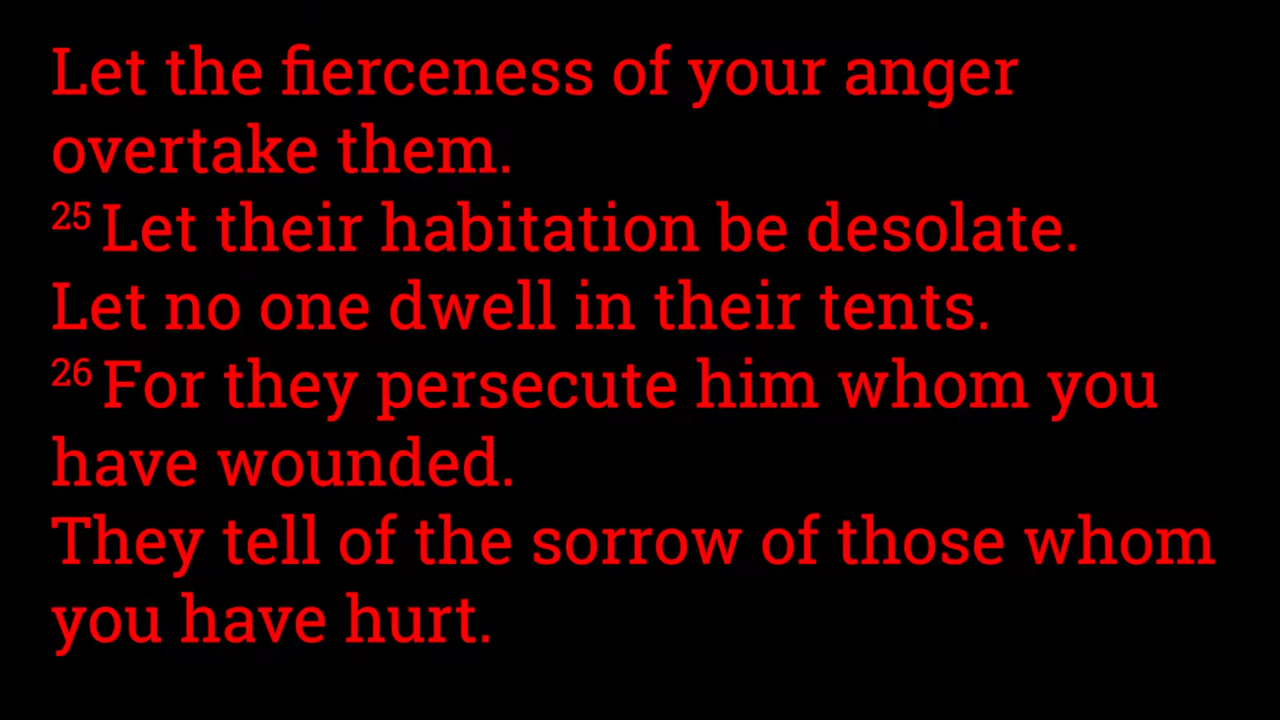 Let the fierceness of your anger
overtake them.
25 Let their habitation be desolate.
Let no one dwell in their tents.
26 For they persecute him whom you
have wounded.
They tell of the sorrow of those whom
you have hurt.